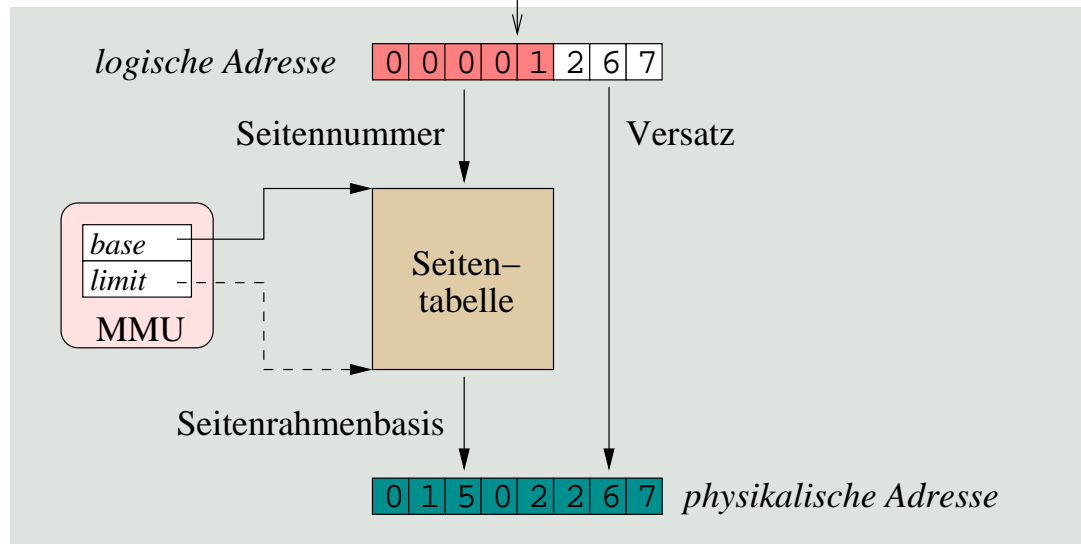 logische Adresse 0 0 0 0 1 2 6 7
Seitennummer Versatz
base
limit
MMU
Seiten–
tabelle
Seitenrahmenbasis
0 1 5 0 2 2 6 7 physikalische Adresse